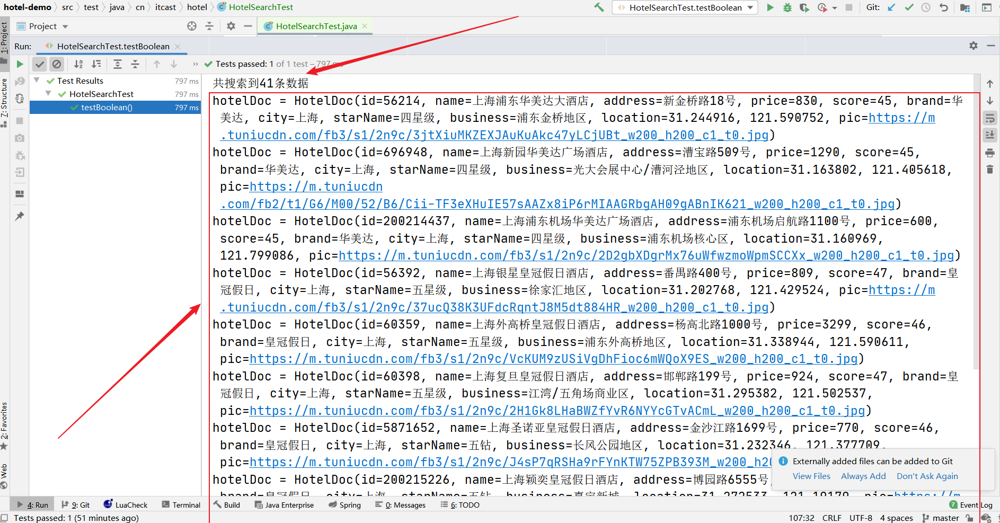 hotel-demo src test java cn itcast hotel HotelSearchTest HotelSearchTest.testBoolean Git:
Project HotelSearchTest.java
1: Project
Run: HotelSearchTest.testBoolean
Tests passed: 1 of 1 test – 797 ms
Test Results 797 ms
HotelSearchTest 797 ms
testBoolean() 797 ms
7: Structure
2: Favorites
Web
共搜索到41条数据
hotelDoc = HotelDoc(id=56214, name=上海浦东华美达大酒店, address=新金桥路18号, price=830, score=45, brand=华
美达, city=上海, starName=四星级, business=浦东金桥地区, location=31.244916, 121.590752, pic=https://m
.tuniucdn.com/fb3/s1/2n9c/3jtXiuMKZEXJAuKuAkc47yLCjUBt_w200_h200_c1_t0.jpg)
hotelDoc = HotelDoc(id=696948, name=上海新园华美达广场酒店, address=漕宝路509号, price=1290, score=45,
brand=华美达, city=上海, starName=四星级, business=光大会展中心/漕河泾地区, location=31.163802, 121.405618,
pic=https://m.tuniucdn
.com/fb2/t1/G6/M00/52/B6/Cii-TF3eXHuIE57sAAZx8iP6rMIAAGRbgAH09gABnIK621_w200_h200_c1_t0.jpg)
hotelDoc = HotelDoc(id=200214437, name=上海浦东机场华美达广场酒店, address=浦东机场启航路1100号, price=600,
score=45, brand=华美达, city=上海, starName=四星级, business=浦东机场核心区, location=31.160969,
121.799086, pic=https://m.tuniucdn.com/fb3/s1/2n9c/2D2gbXDgrMx76uWfwzmoWpmSCCXx_w200_h200_c1_t0.jpg)
hotelDoc = HotelDoc(id=56392, name=上海银星皇冠假日酒店, address=番禺路400号, price=809, score=47, brand=皇
冠假日, city=上海, starName=五星级, business=徐家汇地区, location=31.202768, 121.429524, pic=https://m
.tuniucdn.com/fb3/s1/2n9c/37ucQ38K3UFdcRqntJ8M5dt884HR_w200_h200_c1_t0.jpg)
hotelDoc = HotelDoc(id=60359, name=上海外高桥皇冠假日酒店, address=杨高北路1000号, price=3299, score=46,
brand=皇冠假日, city=上海, starName=五星级, business=浦东外高桥地区, location=31.338944, 121.590611,
pic=https://m.tuniucdn.com/fb3/s1/2n9c/VcKUM9zUSiVgDhFioc6mWQoX9ES_w200_h200_c1_t0.jpg)
hotelDoc = HotelDoc(id=60398, name=上海复旦皇冠假日酒店, address=邯郸路199号, price=924, score=47, brand=皇
冠假日, city=上海, starName=五星级, business=江湾/五角场商业区, location=31.295382, 121.502537,
pic=https://m.tuniucdn.com/fb3/s1/2n9c/2H1Gk8LHaBWZfYvR6NYYcGTvACmL_w200_h200_c1_t0.jpg)
hotelDoc = HotelDoc(id=5871652, name=上海圣诺亚皇冠假日酒店, address=金沙江路1699号, price=770, score=46,
brand=皇冠假日, city=上海, starName=五钻, business=长风公园地区, location=31.232346, 121.377709,
pic=https://m.tuniucdn.com/fb3/s1/2n9c/J4sP7qRSHa9rFYnKTW75ZPB393M_w200_h20
hotelDoc = HotelDoc(id=200215226, name=上海颖奕皇冠假日酒店, address=博园路6555号
brand=皇冠假日, city=上海, starName=五钻, business=嘉定新城, location=31.272533, 121.19179, pic=https://m
Externally added files can be added to Git
View Files Always Add Don't Ask Again
4: Run 9: Git LuaCheck Terminal Build Java Enterprise Spring 0: Messages 6: TODO 7 Event Log
Tests passed: 1 (51 minutes ago) 107:32 CRLF UTF-8 4 spaces master